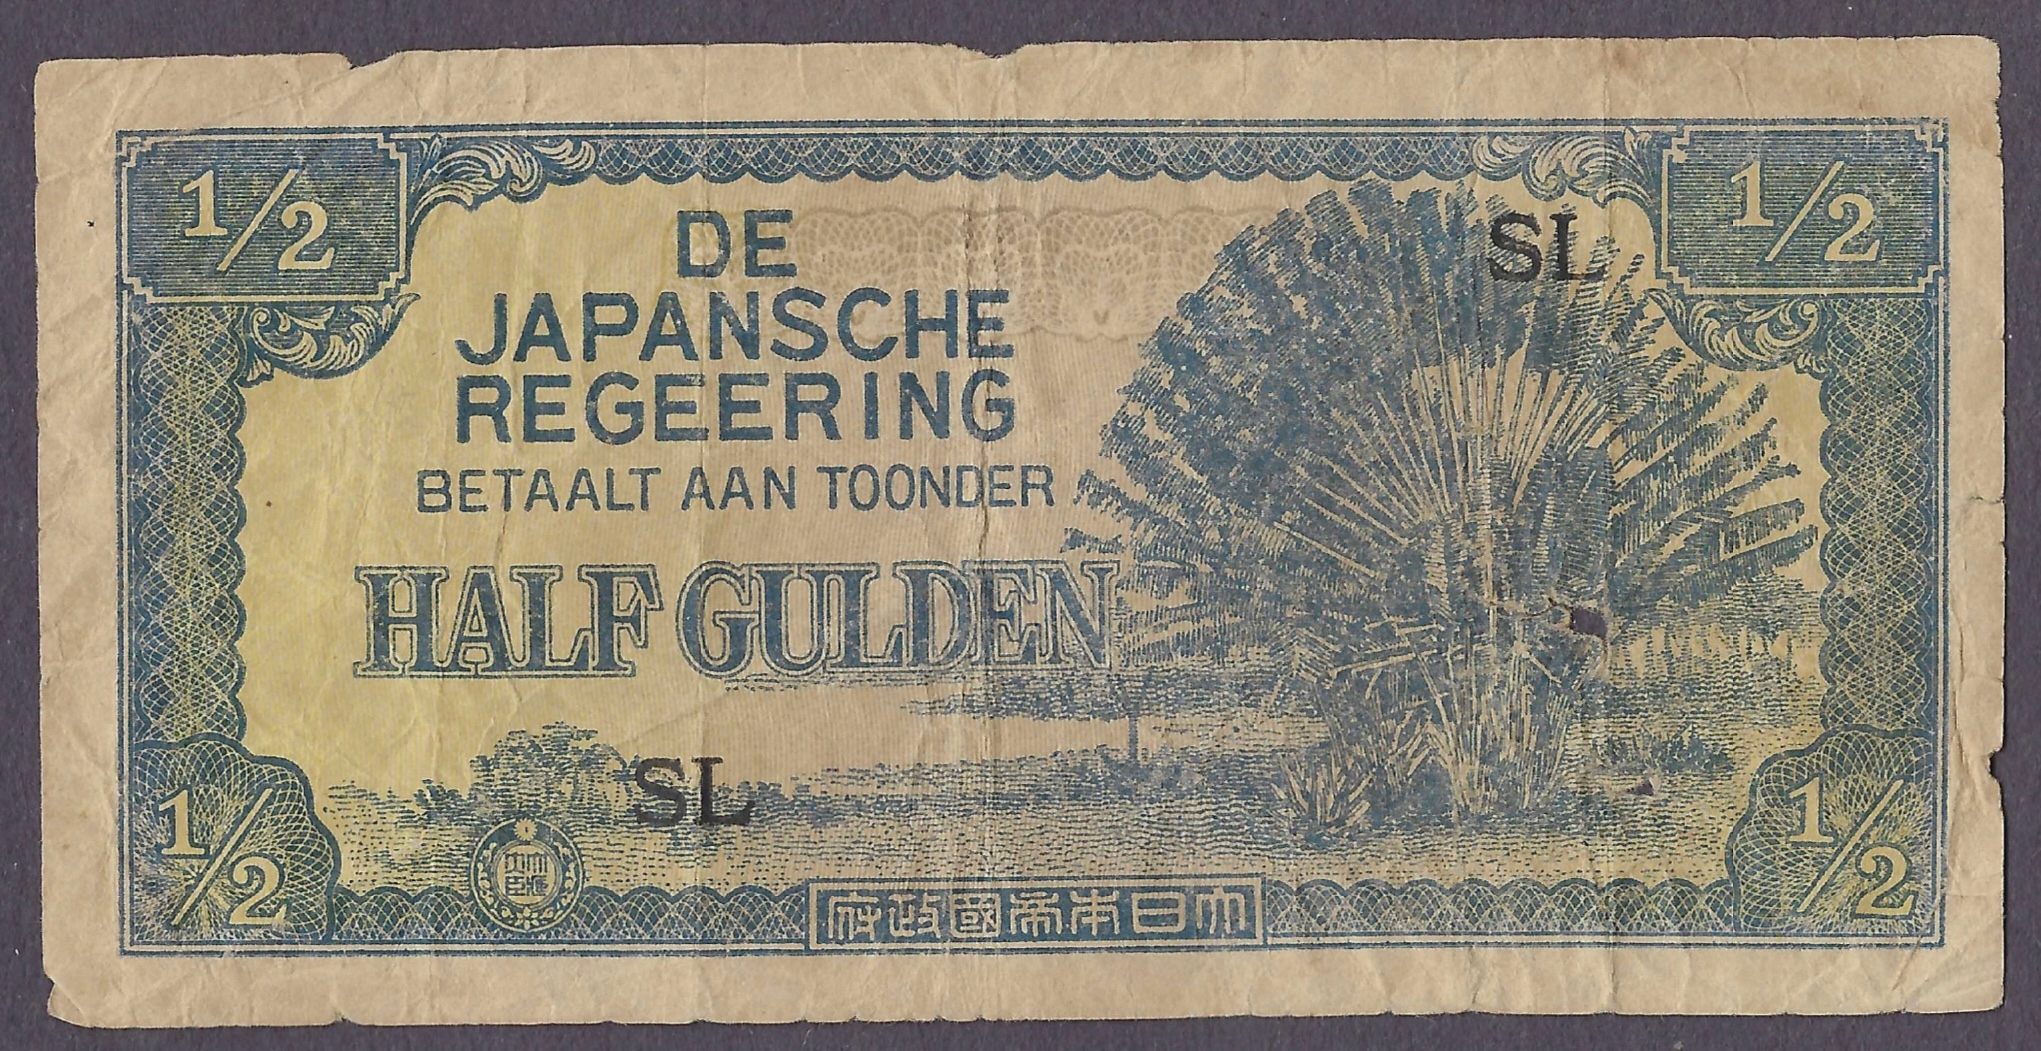 1/2
1/2
DE
SL
JAPANSCHE
REGEERING
BETAALT AAN TOONDER
HALF GULDEN
SL
1/2
1/2
府政國帝本日大